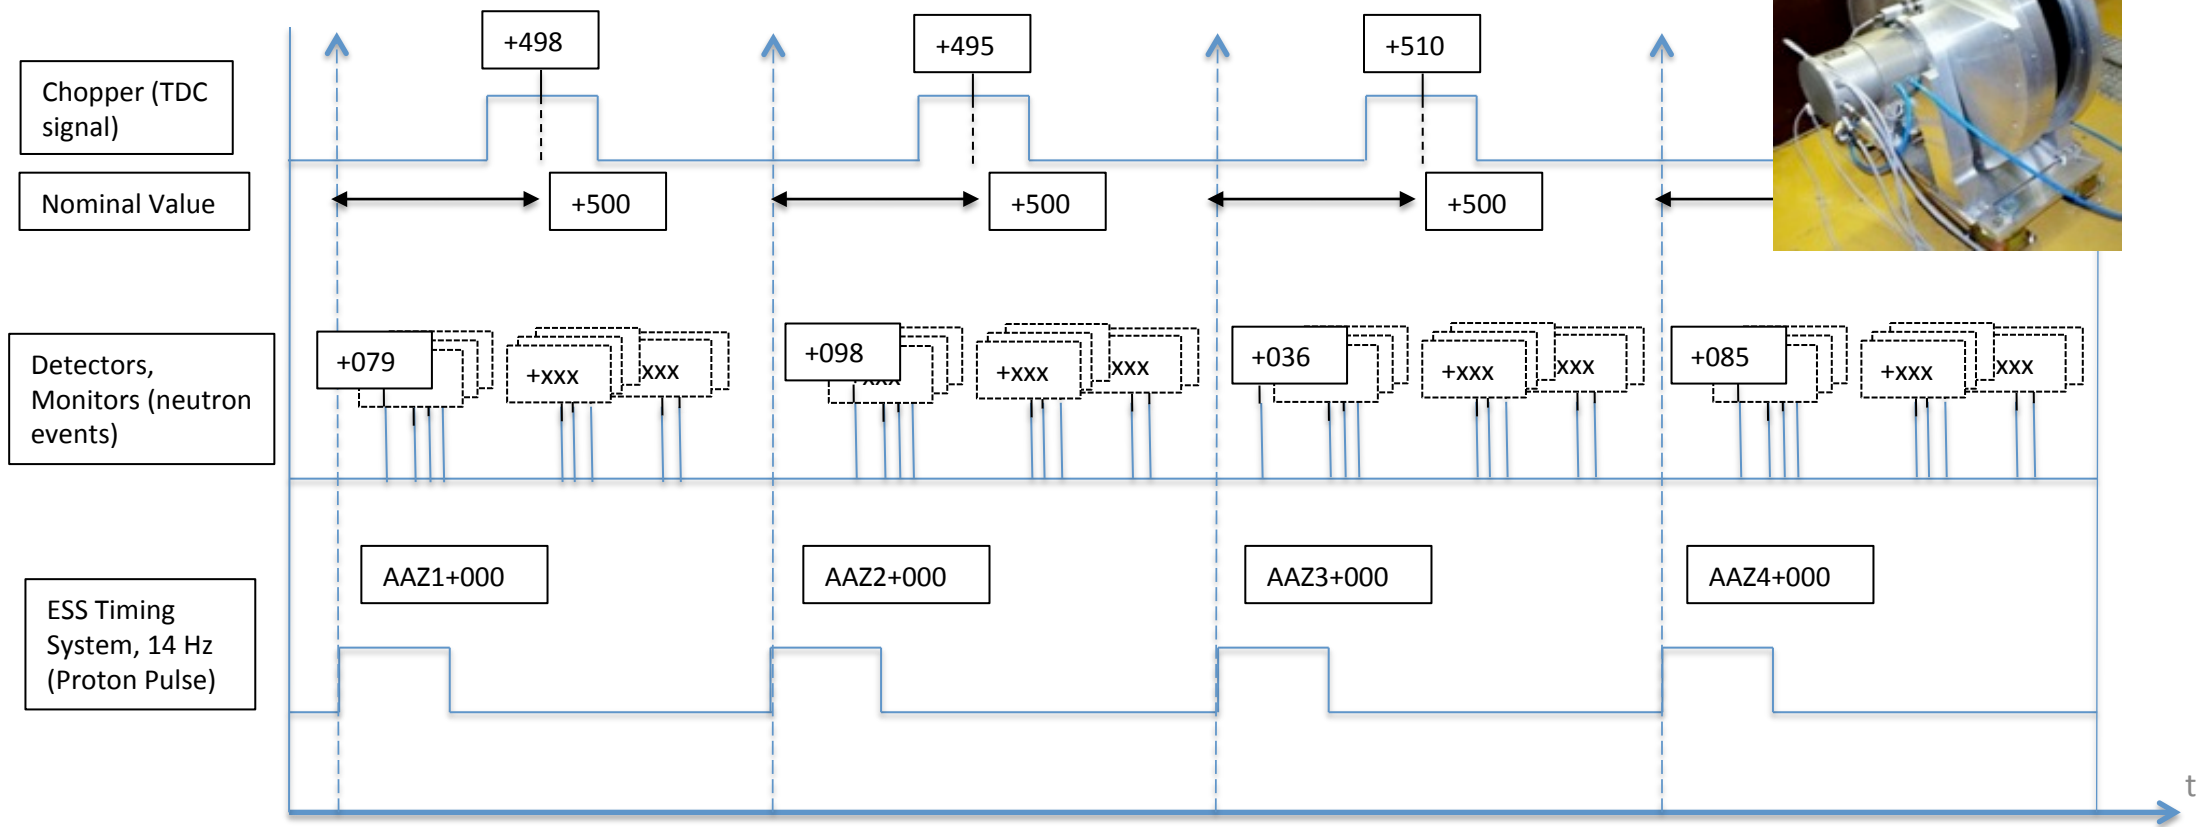 +498
+495
+510
Chopper (TDC
signal)
Nominal Value
+500
+500
+500
+079
+xxx
xxx
+098
+xxx
xxx
+036
+xxx
xxx
+085
+xxx
xxx
Detectors,
Monitors (neutron
events)
AAZ1+000
AAZ2+000
AAZ3+000
AAZ4+000
ESS Timing
System, 14 Hz
(Proton Pulse)
t